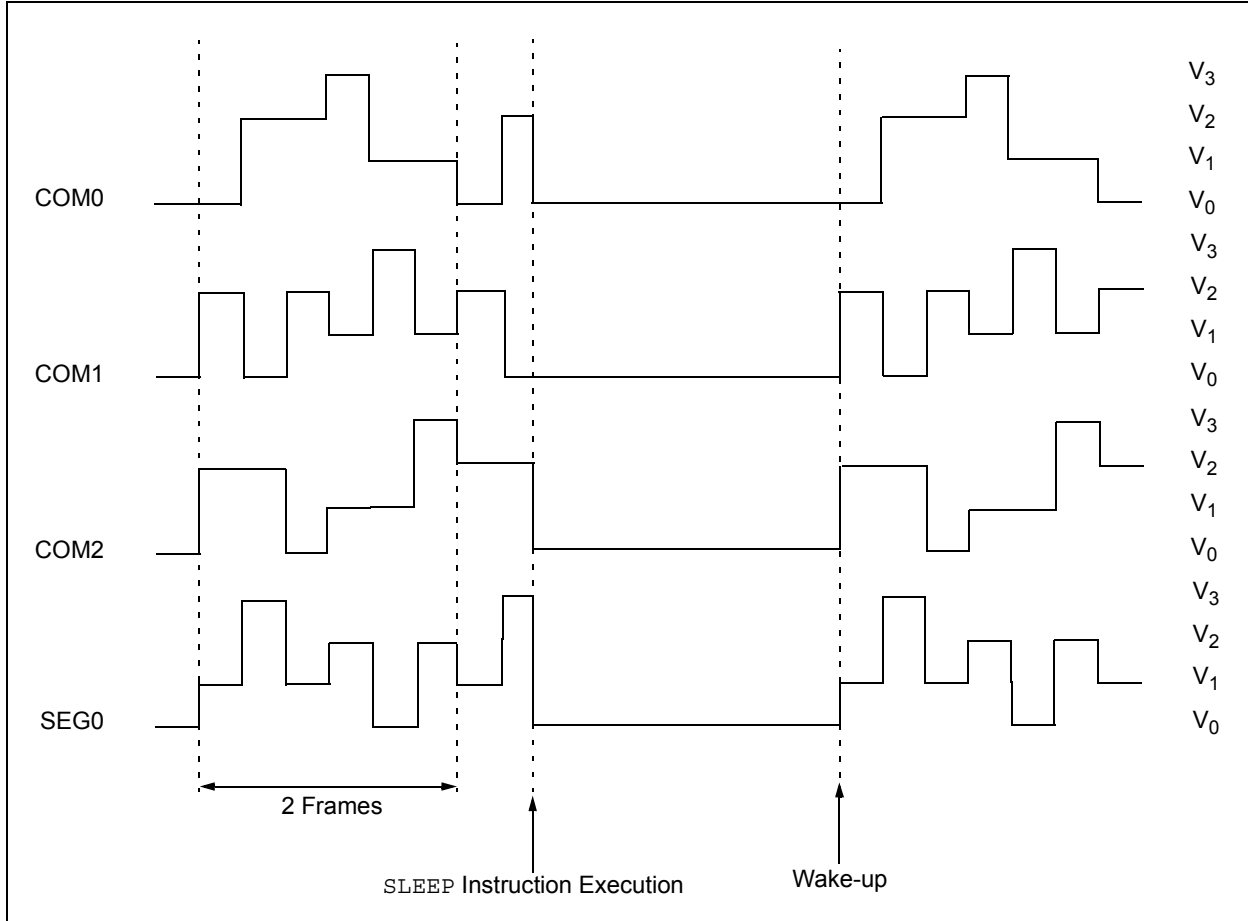 V3
V2
V1
COM0 V0
V3
V2
V1
COM1 V0
V3
V2
V1
COM2 V0
V3
V2
V1
SEG0 V0
2 Frames
SLEEP Instruction Execution
Wake-up